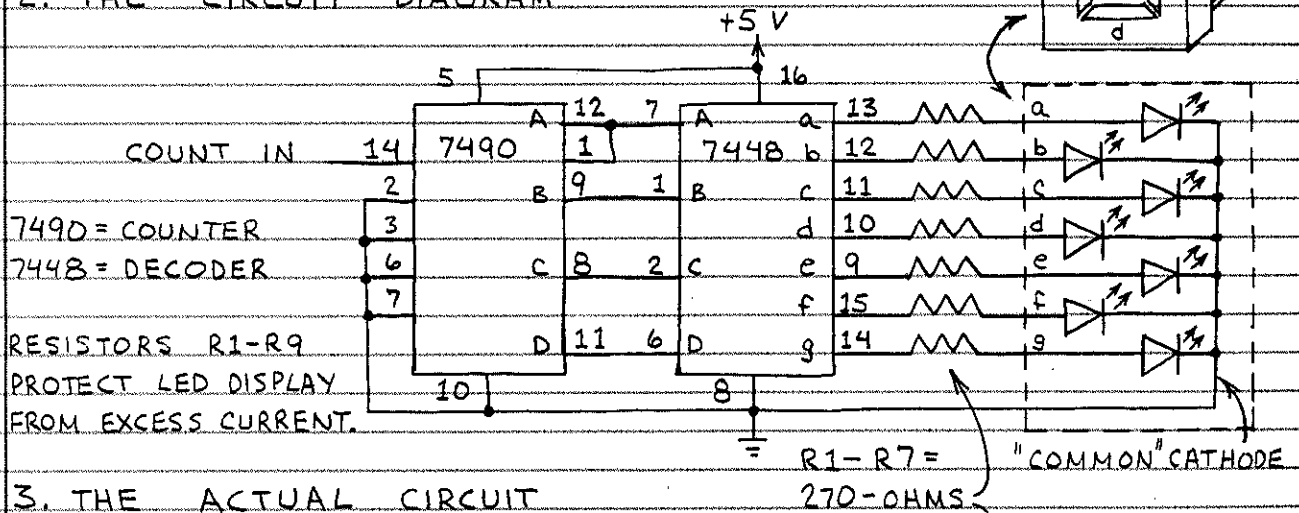 2. THE CIRCUIT DIAGRAM
d
+5 V
5 16
A 12 7 A a 13 a
COUNT IN 14 7490 1 7448 b 12 b
2 B 9 1 B c 11 c
7490 = COUNTER 3 d 10 d
7448 = DECODER 6 C 8 2 C e 9 e
7 f 15 f
RESISTORS R1-R9 D 11 6 D g 14 g
PROTECT LED DISPLAY 10 8
FROM EXCESS CURRENT.
R1-R7 = "COMMON" CATHODE
3. THE ACTUAL CIRCUIT 270-OHMS